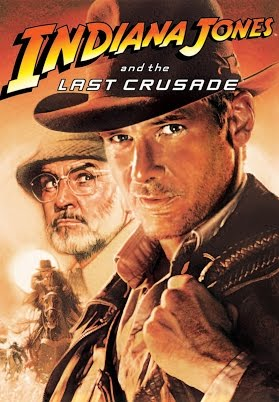 INDIANA JONES
and the
LAST CRUSADE